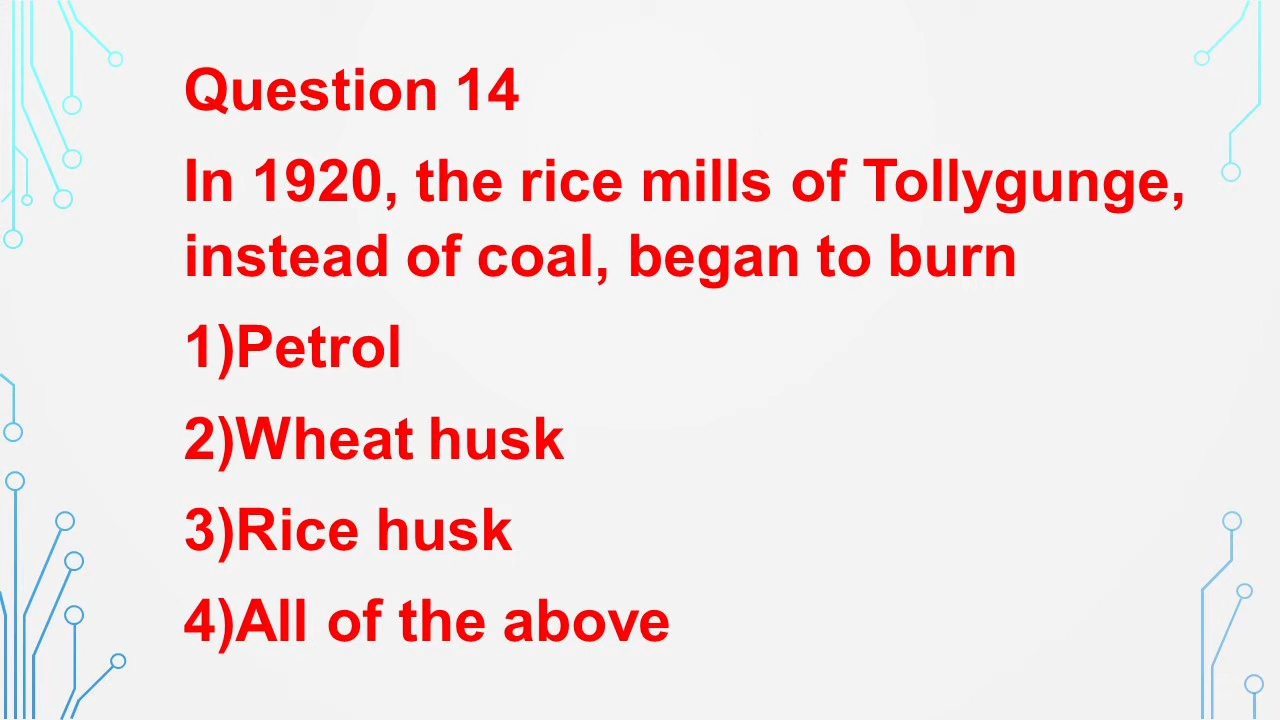 Question 14
In 1920, the rice mills of Tollygunge,
instead of coal, began to burn
1)Petrol
2)Wheat husk
3)Rice husk
4)All of the above